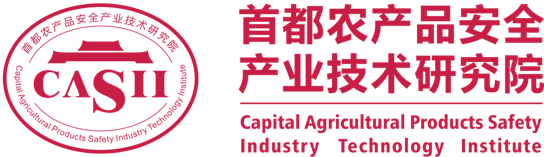 首都农产品安全产业技术研究院
CASII
Capital Agricultural Products Safety Industry Technology Institute
首都农产品安全
产业技术研究院
Capital Agricultural Products Safety
Industry Technology Institute